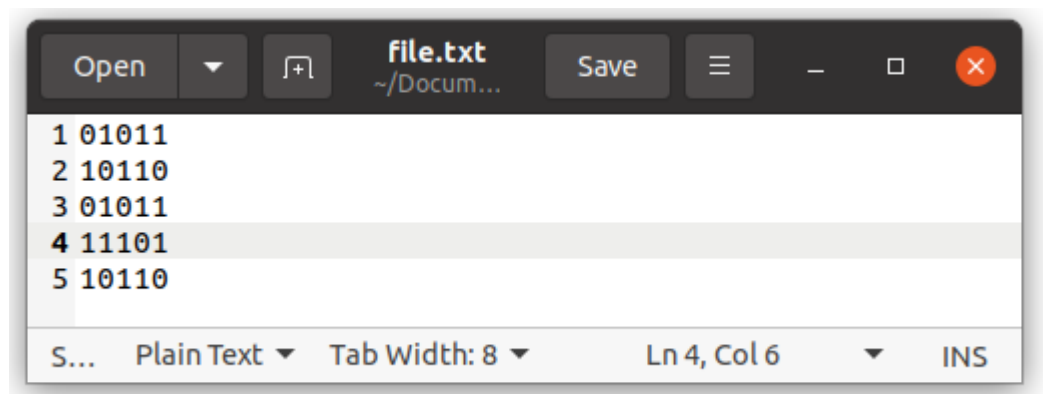 Open file.txt Save
~/Docum...
1 01011
2 10110
3 01011
4 11101
5 10110
S... Plain Text Tab Width: 8 Ln 4, Col 6 INS